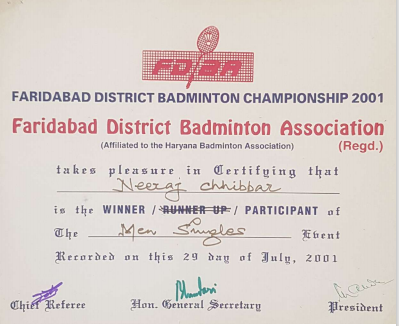 FDBA
FARIDABAD DISTRICT BADMINTON CHAMPIONSHIP 2001
Faridabad District Badminton Association
(Affiliated to the Haryana Badminton Association) (Regd.)
takes pleasure in Certifying that
Neeraj Chhibbar
is the WINNER / RUNNER UP / PARTICIPANT of
The Men Singles Event
Recorded on this 29 day of July, 2001
Chief Referee Hon. General Secretary President